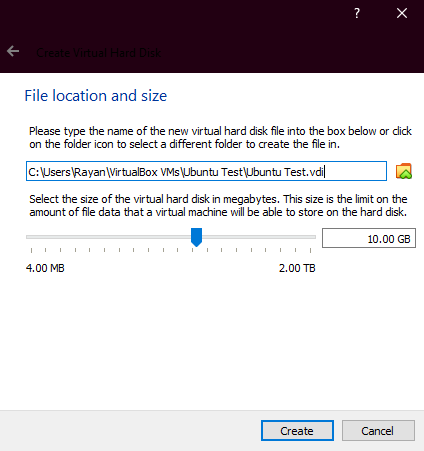 ?
Create Virtual Hard Disk
File location and size
Please type the name of the new virtual hard disk file into the box below or click
on the folder icon to select a different folder to create the file in.
C:\Users\Rayan\VirtualBox VMs\Ubuntu Test\Ubuntu Test.vdi
Select the size of the virtual hard disk in megabytes. This size is the limit on the
amount of file data that a virtual machine will be able to store on the hard disk.
10.00 GB
4.00 MB 2.00 TB
Create Cancel